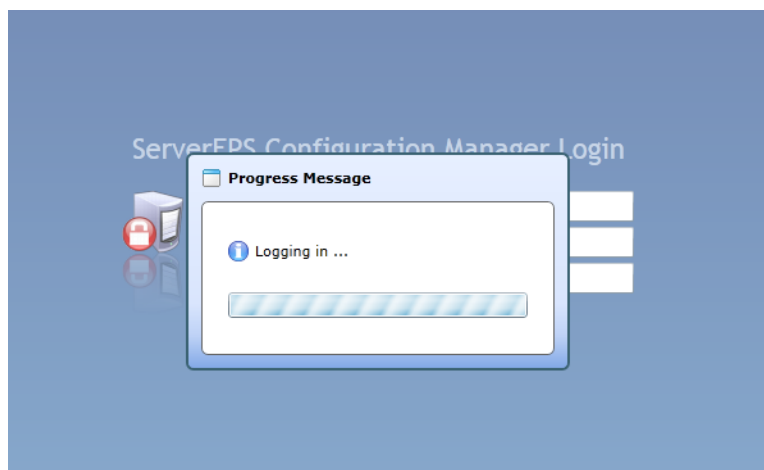 ServerEPS Configuration Manager Login
Progress Message
Logging in ...